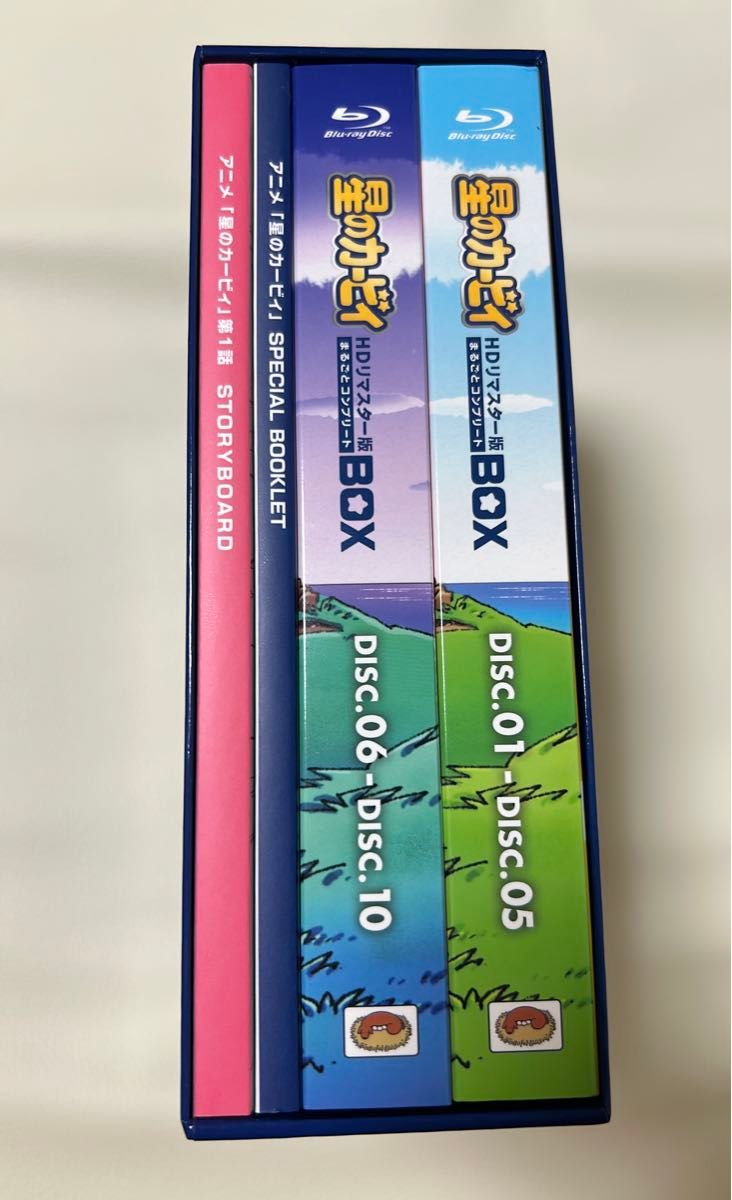 アニメ「星のカービィ」第1話 STORYBOARD
アニメ「星のカービィ」 SPECIAL BOOKLET
Blu-ray Disc
星のカービィ
HDリマスター版
まるごとコンプリート
BOX
DISC.06-DISC.10
Blu-ray Disc
星のカービィ
HDリマスター版
まるごとコンプリート
BOX
DISC.01-DISC.05